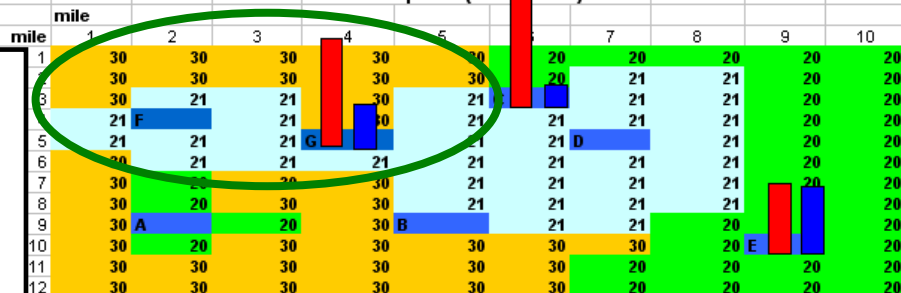 mile
mile 1 2 3 4 5 7 8 9 10
1 30 30 30 30 30 20 20 20 20 20
30 30 30 30 30 20 21 21 20 20
3 30 21 21 30 21 21 21 20 20
21 F 21 30 21 21 21 21 20 20
5 21 21 21 G 21 21 D 21 20 20
6 30 21 21 21 21 21 21 21 20 20
7 30 20 30 30 21 21 21 21 20 20
8 30 20 30 30 21 21 21 21 20
9 30 A 20 30 B 21 21 20 20
10 30 20 30 30 30 30 30 20 E 20
11 30 30 30 30 30 30 20 20 20 20
12 30 30 30 30 30 30 20 20 20 20